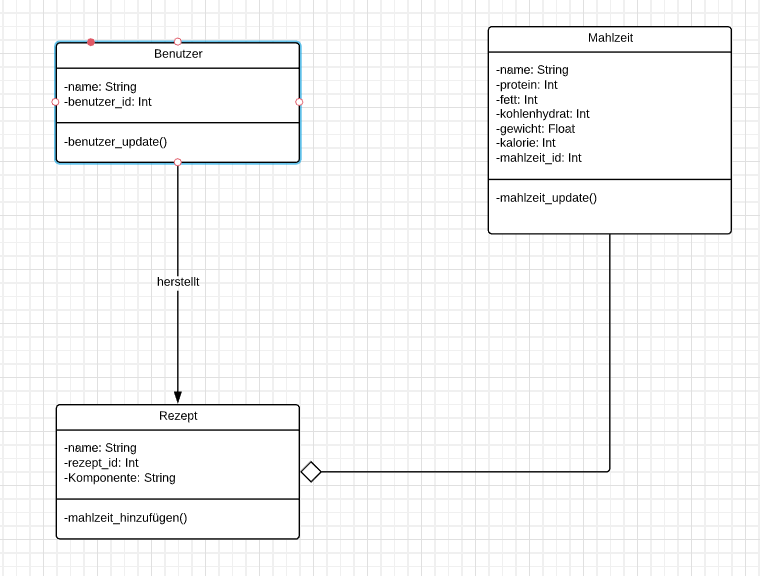 Benutzer
-name: String
-benutzer_id: Int
-benutzer_update()
Mahlzeit
-name: String
-protein: Int
-fett: Int
-kohlenhydrat: Int
-gewicht: Float
-kalorie: Int
-mahlzeit_id: Int
-mahlzeit_update()
herstellt
Rezept
-name: String
-rezept_id: Int
-Komponente: String
-mahlzeit_hinzufügen()